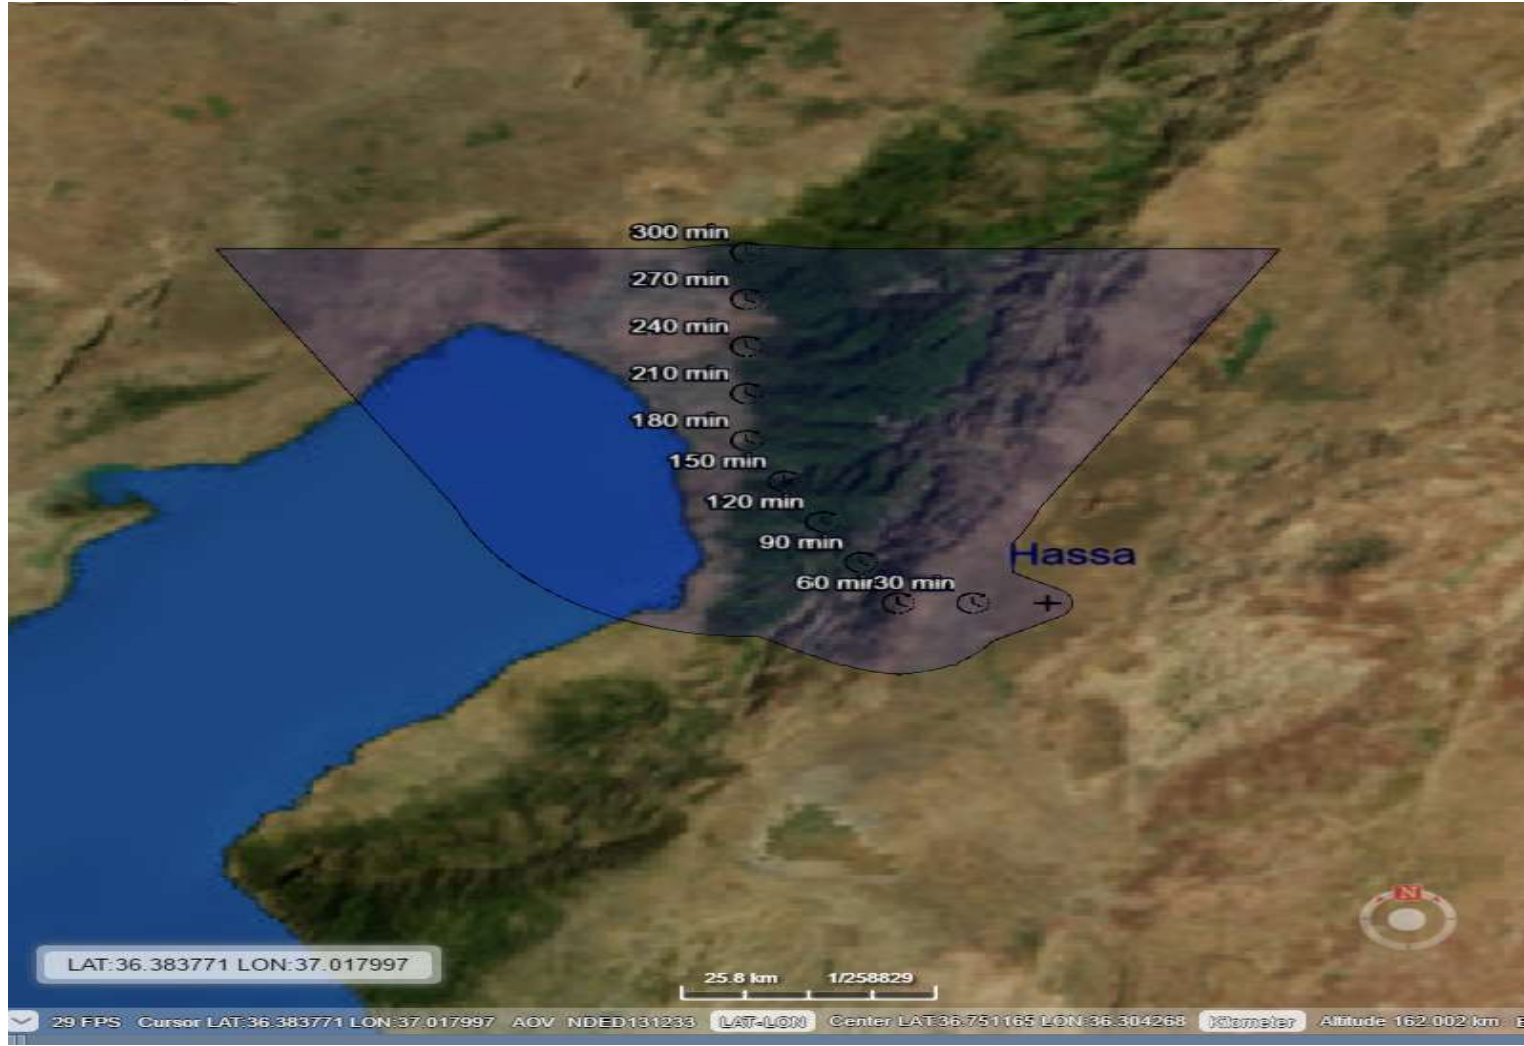 300 min
270 min
240 min
210 min
180 min
150 min
120 min
90 min
Hassa
60 min 30 min
N
LAT:36.383771 LON:37.017997
25.8 km 1/258829
29 FPS Cursor LAT:36.383771 LON:37.017997 AOV NDED131233 LAT-LON Center LAT:36.751165 LON:36.304268 Kilometer Altitude 162.002 km